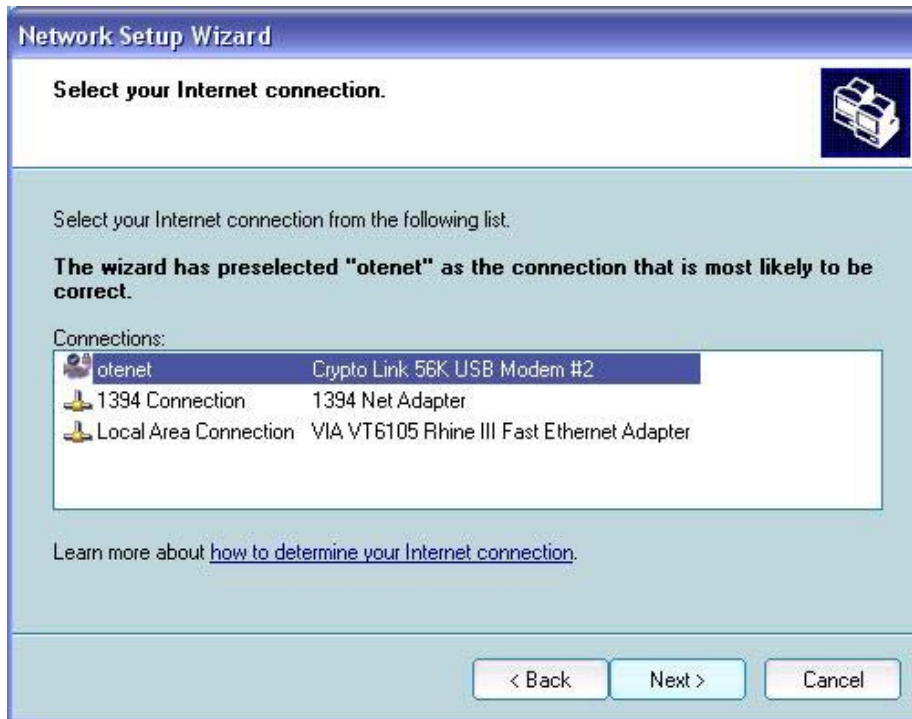 Network Setup Wizard
Select your Internet connection.
Select your Internet connection from the following list.
The wizard has preselected "otenet" as the connection that is most likely to be
correct.
Connections:
otenet Crypto Link 56K USB Modem #2
1394 Connection 1394 Net Adapter
Local Area Connection VIA VT6105 Rhine III Fast Ethernet Adapter
Learn more about how to determine your Internet connection.
< Back Next > Cancel